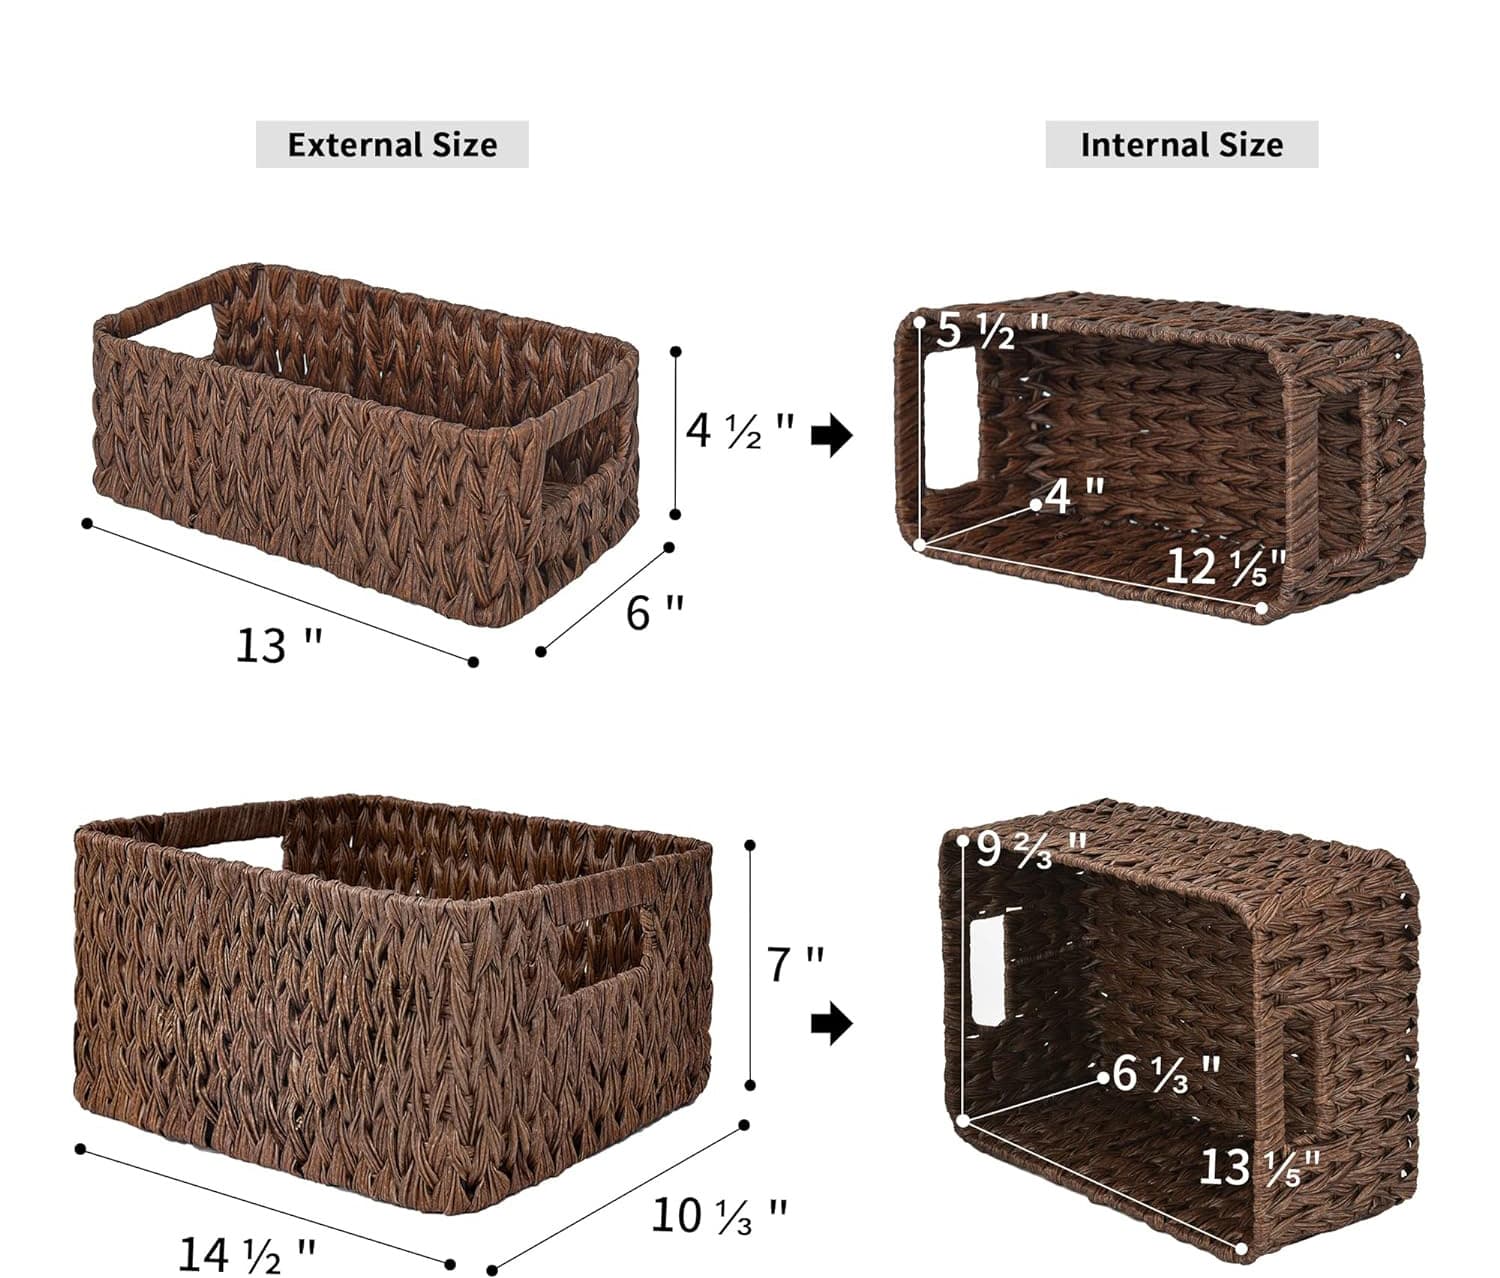 External Size
Internal Size
5 ½ "
4 ½ "
4 "
12 ⅕"
6 "
13 "
9 ⅔ "
7 "
6 ⅓ "
13 ⅕"
10 ⅓ "
14 ½ "